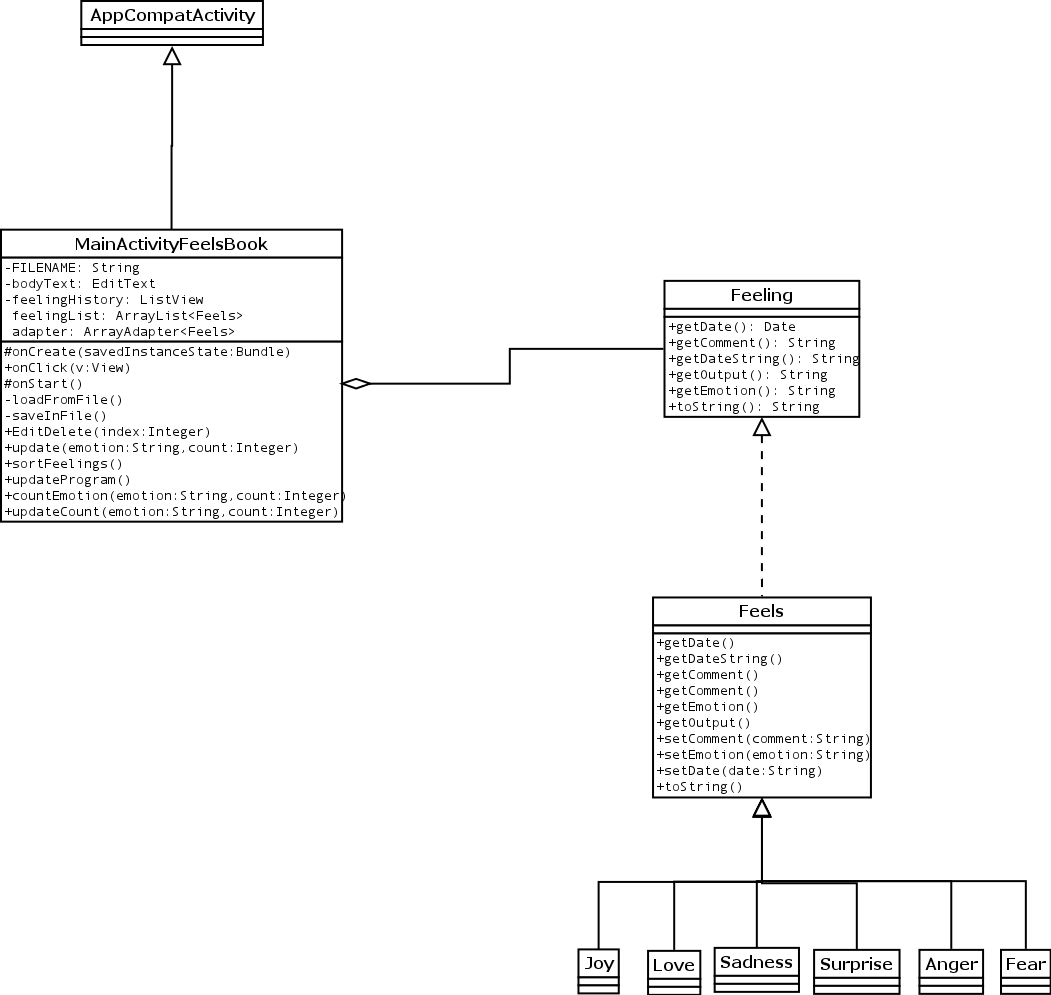 AppCompatActivity
MainActivityFeelsBook
-FILENAME: String
-bodyText: EditText
-feelingHistory: ListView
feelingList: ArrayList<Feels>
adapter: ArrayAdapter<Feels>
#onCreate(savedInstanceState:Bundle)
+onClick(v:View)
#onStart()
-loadFromFile()
-saveInFile()
+EditDelete(index:Integer)
+update(emotion:String,count:Integer)
+sortFeelings()
+updateProgram()
+countEmotion(emotion:String,count:Integer)
+updateCount(emotion:String,count:Integer)
Feeling
+getDate(): Date
+getComment(): String
+getDateString(): String
+getOutput(): String
+getEmotion(): String
+toString(): String
Feels
+getDate()
+getDateString()
+getComment()
+getComment()
+getEmotion()
+getOutput()
+setComment(comment:String)
+setEmotion(emotion:String)
+setDate(date:String)
+toString()
Joy
Love
Sadness
Surprise
Anger
Fear